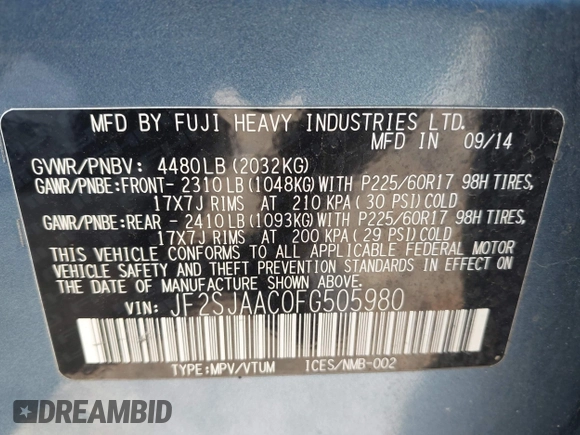 MFD BY FUJI HEAVY INDUSTRIES LTD.
MFD IN 09/14
GVWR/PNBV: 4480LB (2032KG)
GAWR/PNBE:FRONT- 2310LB (1048KG) WITH P225/60R17 98H TIRES,
17X7J RIMS AT 210 KPA (30 PSI) COLD
GAWR/PNBE:REAR - 2410LB (1093KG) WITH P225/60R17 98H TIRES,
17X7J RIMS AT 200 KPA (29 PSI) COLD
THIS VEHICLE CONFORMS TO ALL APPLICABLE FEDERAL MOTOR
VEHICLE SAFETY AND THEFT PREVENTION STANDARDS IN EFFECT ON
THE DATE OF MANUFACTURE SHOWN ABOVE.
VIN: JF2SJAAC0FG505980
TYPE:MPV/VTUM ICES/NMB-002
DREAMBID